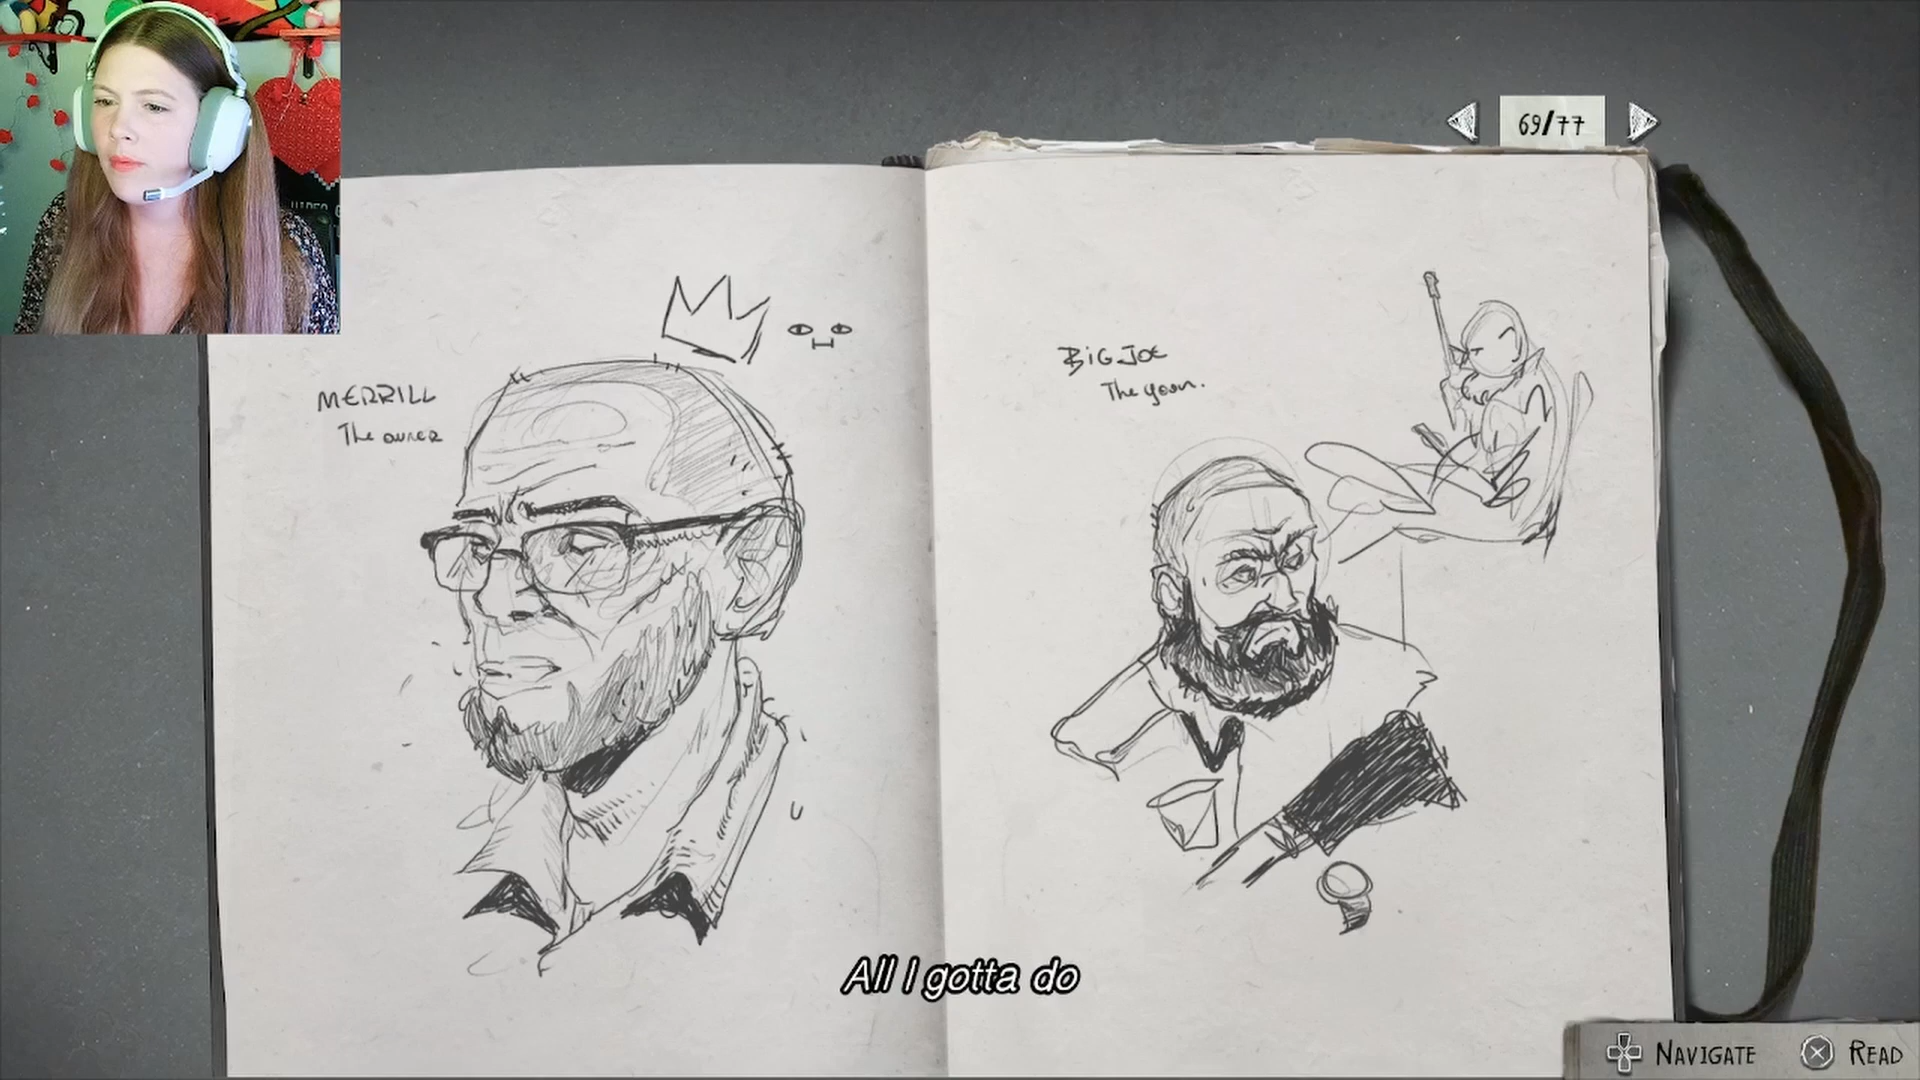 69/77
MERRILL
The owner
BIG JOE
The goon.
All I gotta do
NAVIGATE
READ